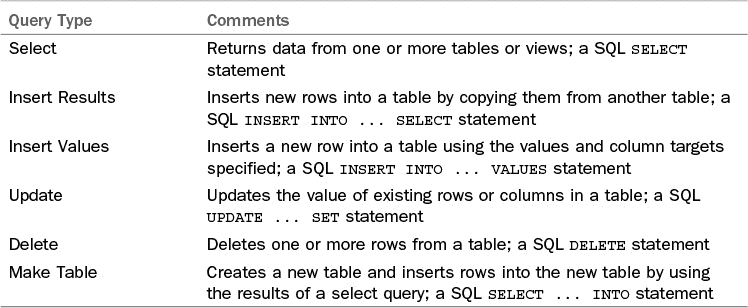 Query Type Comments
Select Returns data from one or more tables or views; a SQL SELECT
statement
Insert Results Inserts new rows into a table by copying them from another table; a
SQL INSERT INTO ... SELECT statement
Insert Values Inserts a new row into a table using the values and column targets
specified; a SQL INSERT INTO ... VALUES statement
Update Updates the value of existing rows or columns in a table; a SQL
UPDATE ... SET statement
Delete Deletes one or more rows from a table; a SQL DELETE statement
Make Table Creates a new table and inserts rows into the new table by using
the results of a select query; a SQL SELECT ... INTO statement